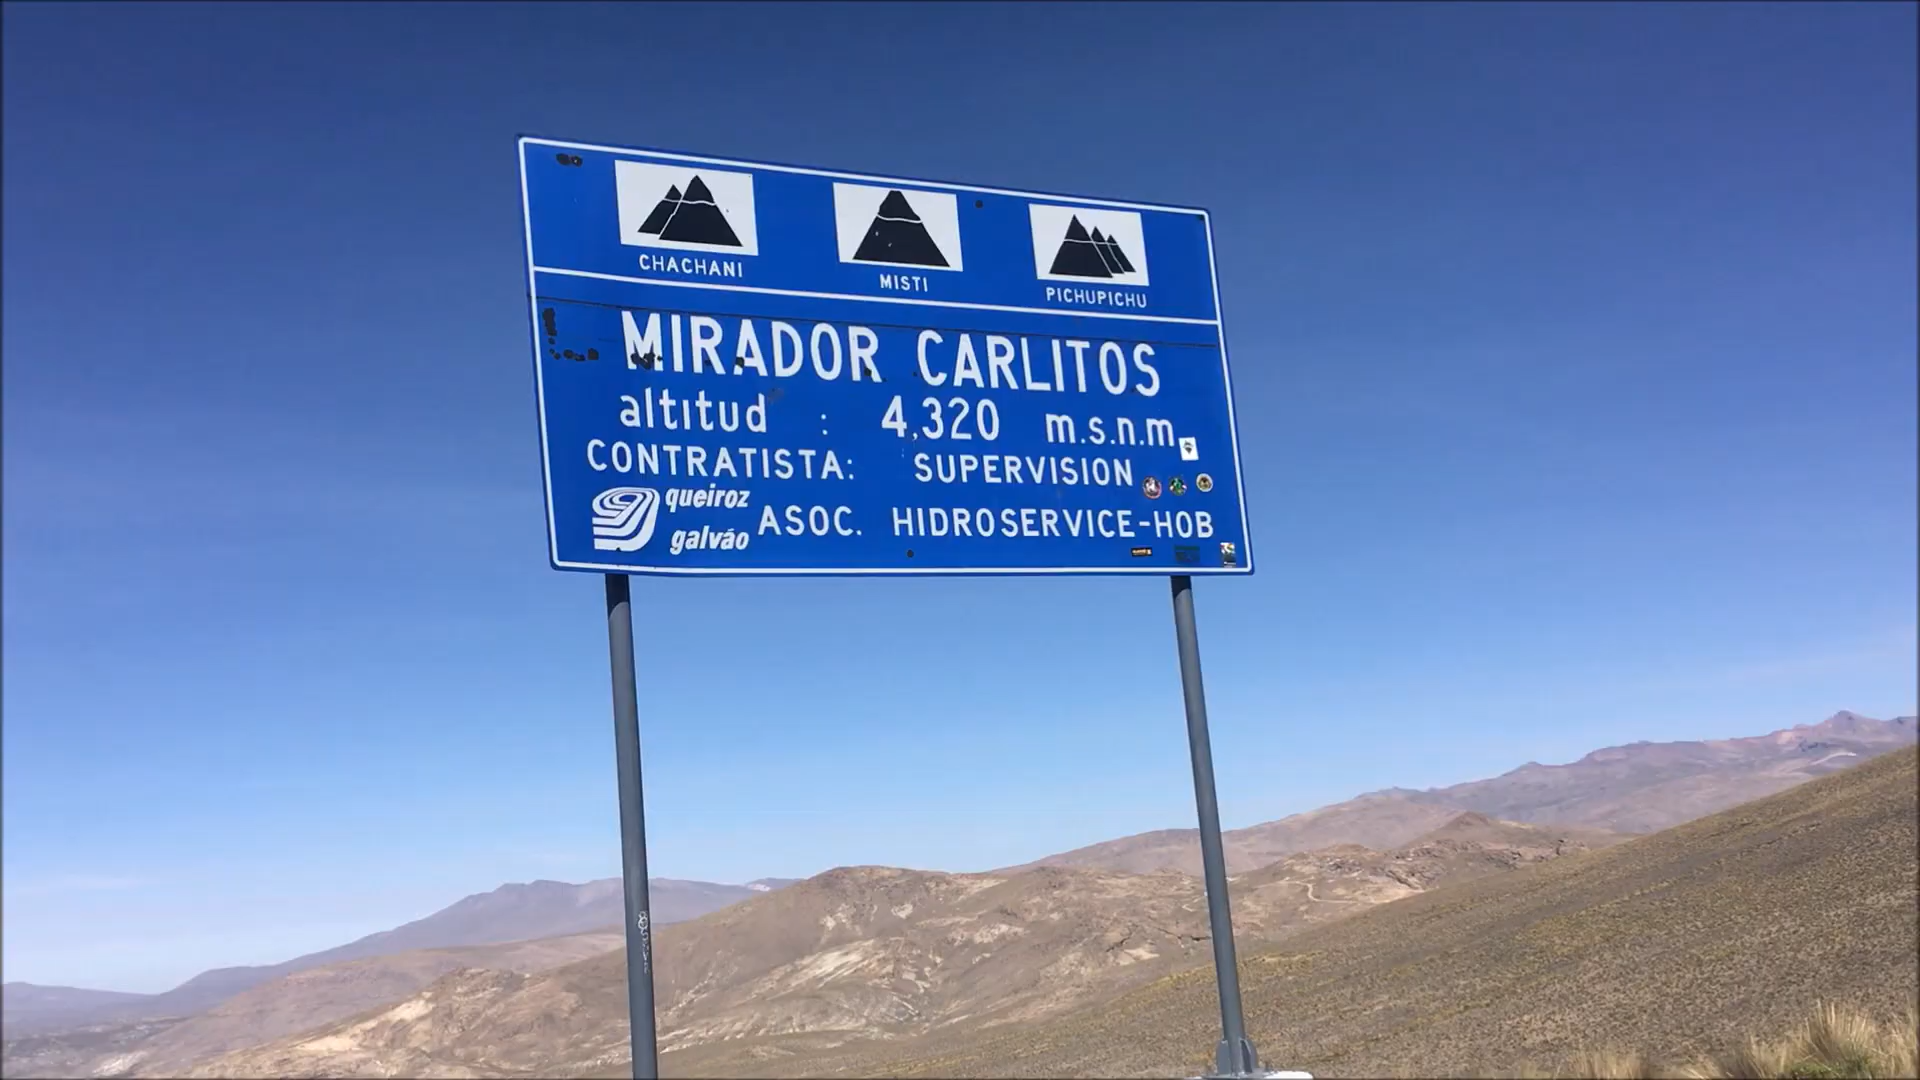 CHACHANI MISTI PICHUPICHU
MIRADOR CARLITOS
altitud : 4,320 m.s.n.m.
CONTRATISTA: SUPERVISION
queiroz
galvão ASOC. HIDROSERVICE-HOB